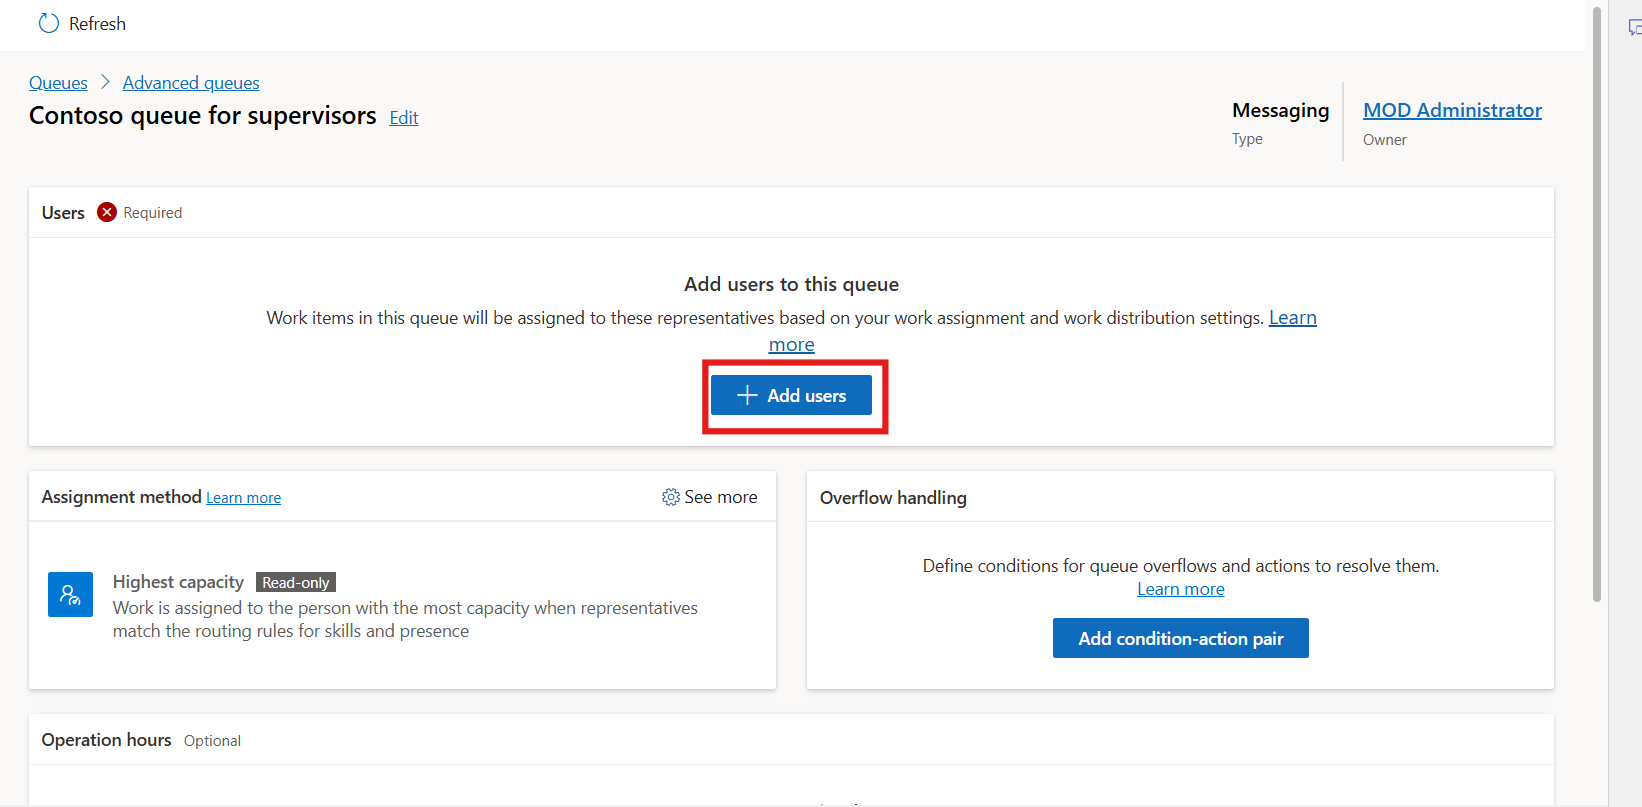 Refresh
Queues Advanced queues
Contoso queue for supervisors Edit
Messaging
Type
MOD Administrator
Owner
Users Required
Add users to this queue
Work items in this queue will be assigned to these representatives based on your work assignment and work distribution settings. Learn
more
Add users
Assignment method Learn more
See more
Highest capacity Read-only
Work is assigned to the person with the most capacity when representatives
match the routing rules for skills and presence
Overflow handling
Define conditions for queue overflows and actions to resolve them.
Learn more
Add condition-action pair
Operation hours Optional